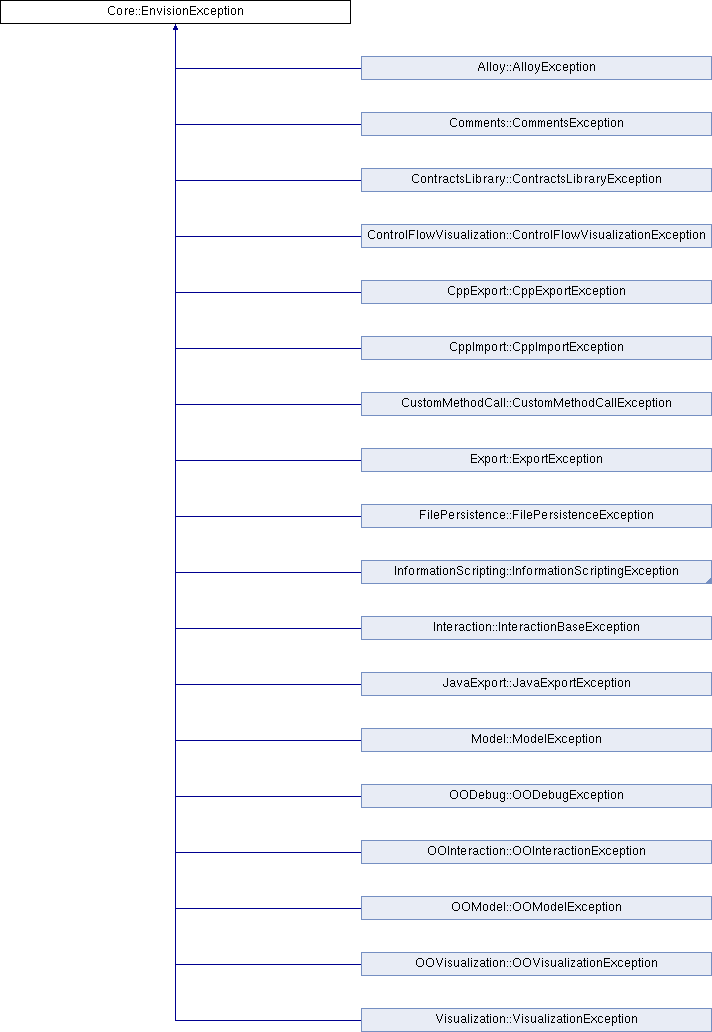 Core::EnvisionException
Alloy::AlloyException
Comments::CommentsException
ContractsLibrary::ContractsLibraryException
ControlFlowVisualization::ControlFlowVisualizationException
CppExport::CppExportException
CppImport::CppImportException
CustomMethodCall::CustomMethodCallException
Export::ExportException
FilePersistence::FilePersistenceException
InformationScripting::InformationScriptingException
Interaction::InteractionBaseException
JavaExport::JavaExportException
Model::ModelException
OODebug::OODebugException
OOInteraction::OOInteractionException
OOModel::OOModelException
OOVisualization::OOVisualizationException
Visualization::VisualizationException